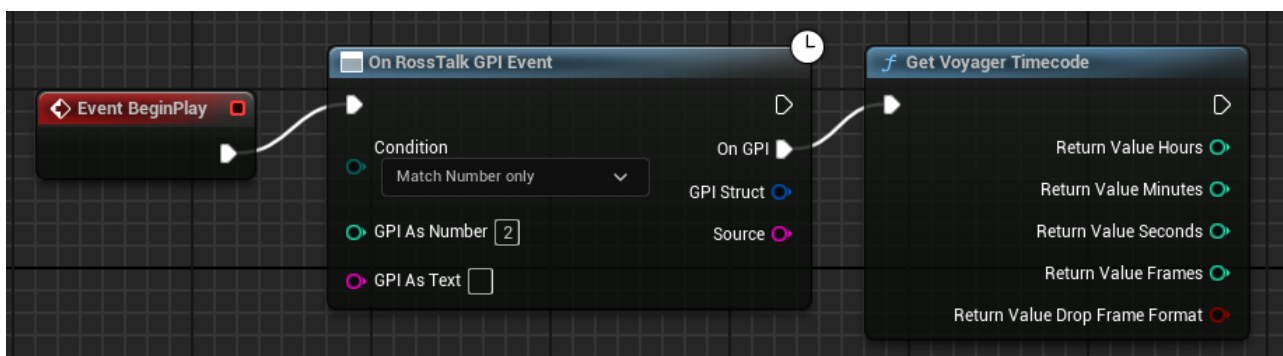 On RossTalk GPI Event
Get Voyager Timecode
Event BeginPlay
Condition
On GPI
Return Value Hours
Match Number only
GPI Struct
Return Value Minutes
GPI As Number 2
Source
Return Value Seconds
GPI As Text
Return Value Frames
Return Value Drop Frame Format